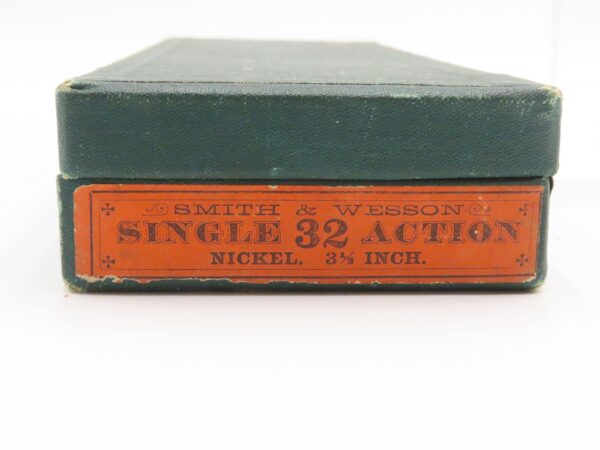 SMITH & WESSON
SINGLE 32 ACTION
NICKEL. 3½ INCH.